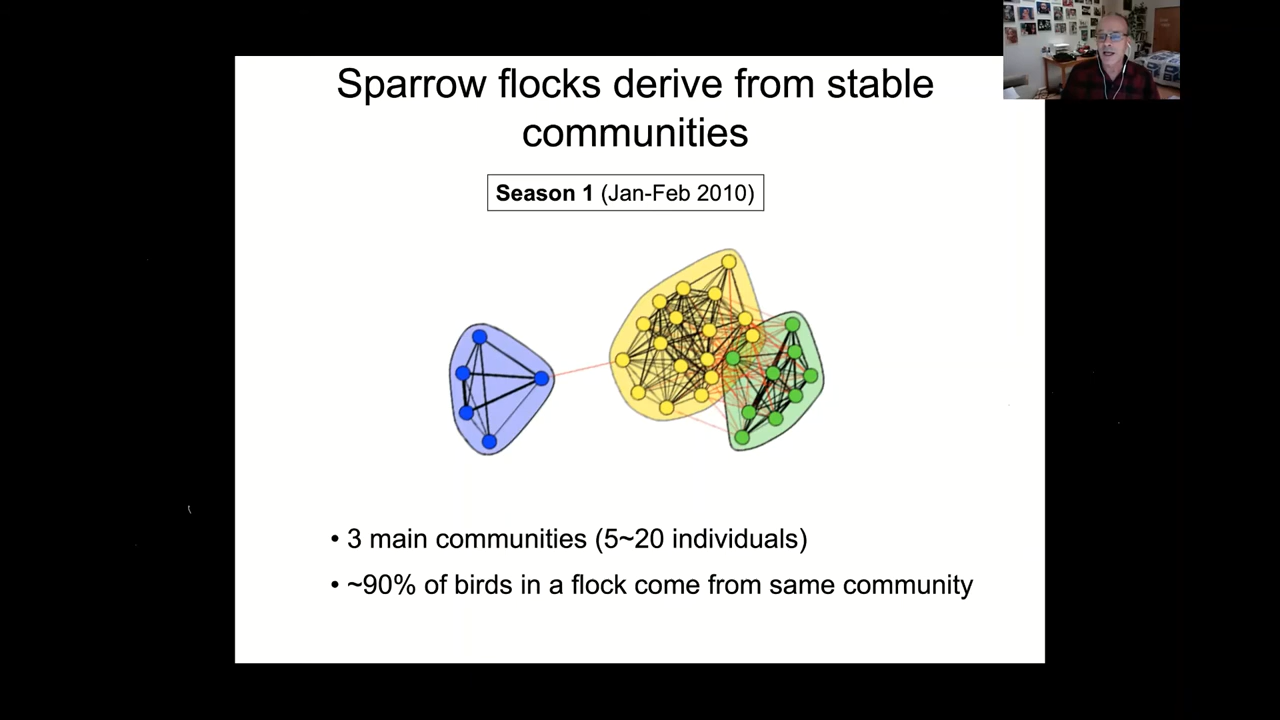 Sparrow flocks derive from stable
communities
Season 1 (Jan-Feb 2010)
• 3 main communities (5~20 individuals)
• ~90% of birds in a flock come from same community